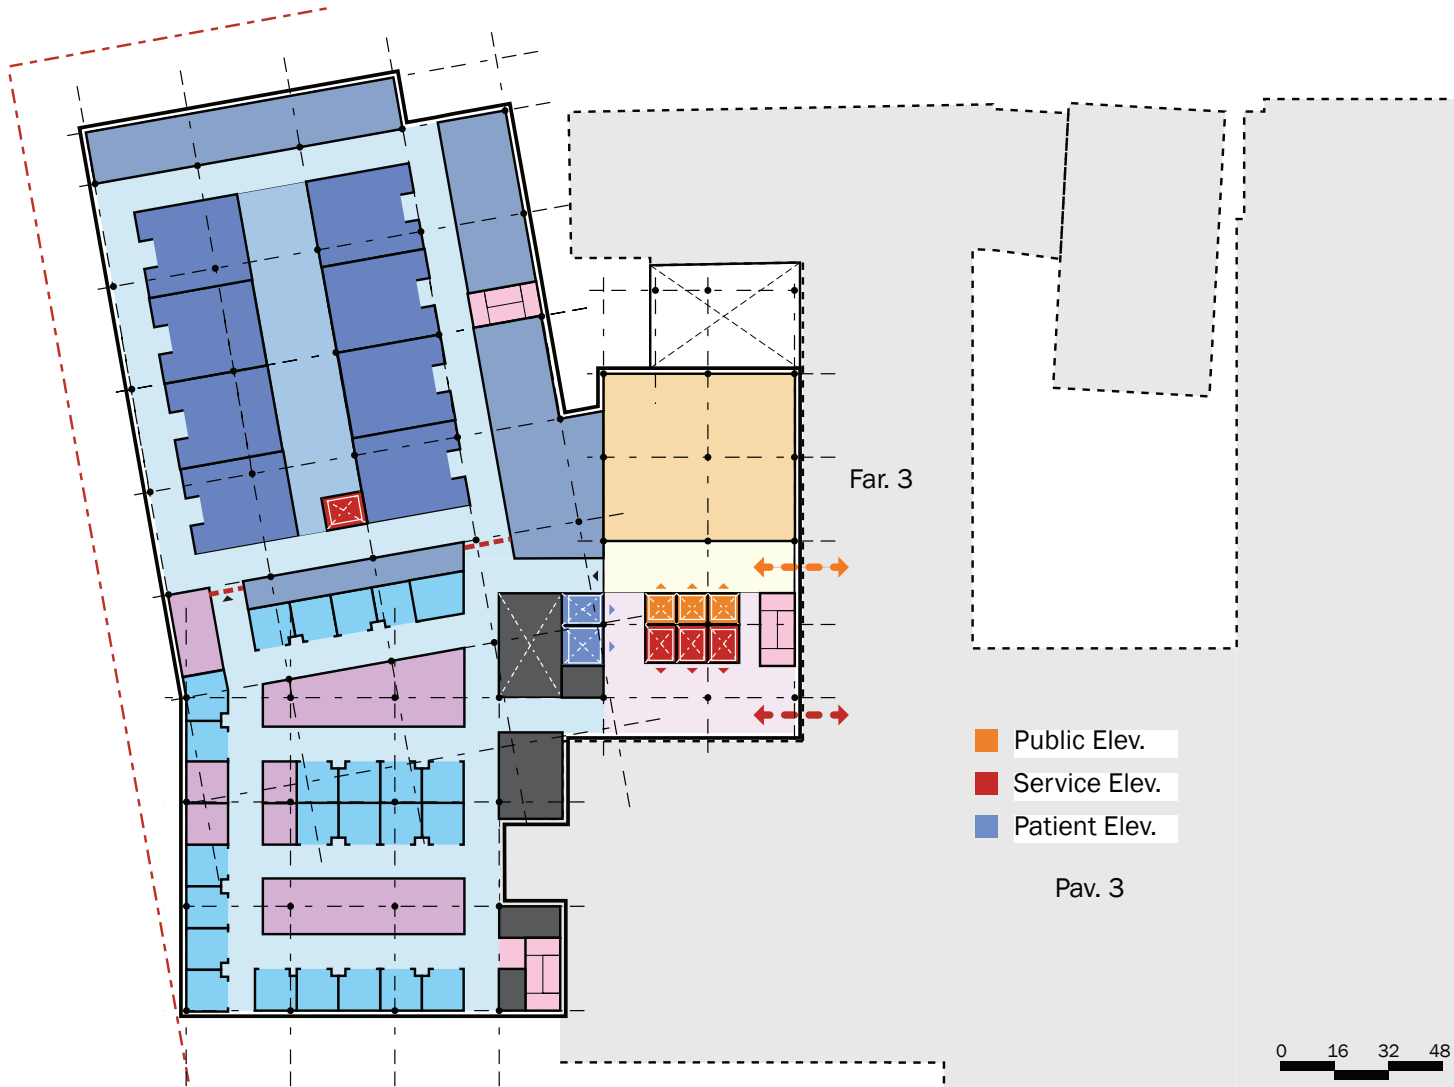 Far. 3
Public Elev.
Service Elev.
Patient Elev.
Pav. 3
0 16 32 48